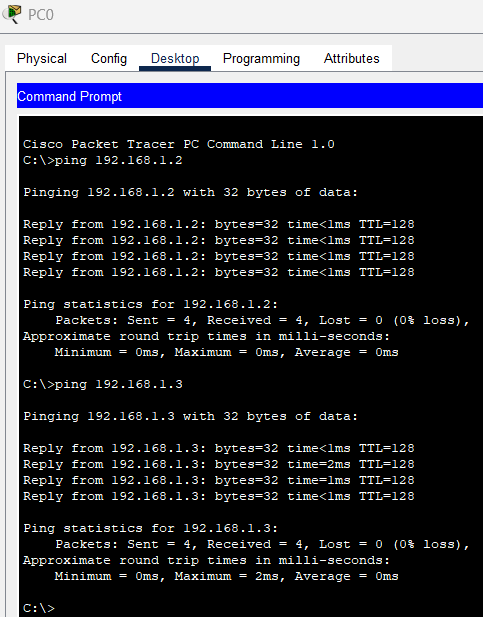 PC0
Physical Config Desktop Programming Attributes
Command Prompt
Cisco Packet Tracer PC Command Line 1.0
C:\>ping 192.168.1.2
Pinging 192.168.1.2 with 32 bytes of data:
Reply from 192.168.1.2: bytes=32 time<1ms TTL=128
Reply from 192.168.1.2: bytes=32 time<1ms TTL=128
Reply from 192.168.1.2: bytes=32 time<1ms TTL=128
Reply from 192.168.1.2: bytes=32 time<1ms TTL=128
Ping statistics for 192.168.1.2:
    Packets: Sent = 4, Received = 4, Lost = 0 (0% loss),
Approximate round trip times in milli-seconds:
    Minimum = 0ms, Maximum = 0ms, Average = 0ms
C:\>ping 192.168.1.3
Pinging 192.168.1.3 with 32 bytes of data:
Reply from 192.168.1.3: bytes=32 time<1ms TTL=128
Reply from 192.168.1.3: bytes=32 time=2ms TTL=128
Reply from 192.168.1.3: bytes=32 time=1ms TTL=128
Reply from 192.168.1.3: bytes=32 time<1ms TTL=128
Ping statistics for 192.168.1.3:
    Packets: Sent = 4, Received = 4, Lost = 0 (0% loss),
Approximate round trip times in milli-seconds:
    Minimum = 0ms, Maximum = 2ms, Average = 0ms
C:\>